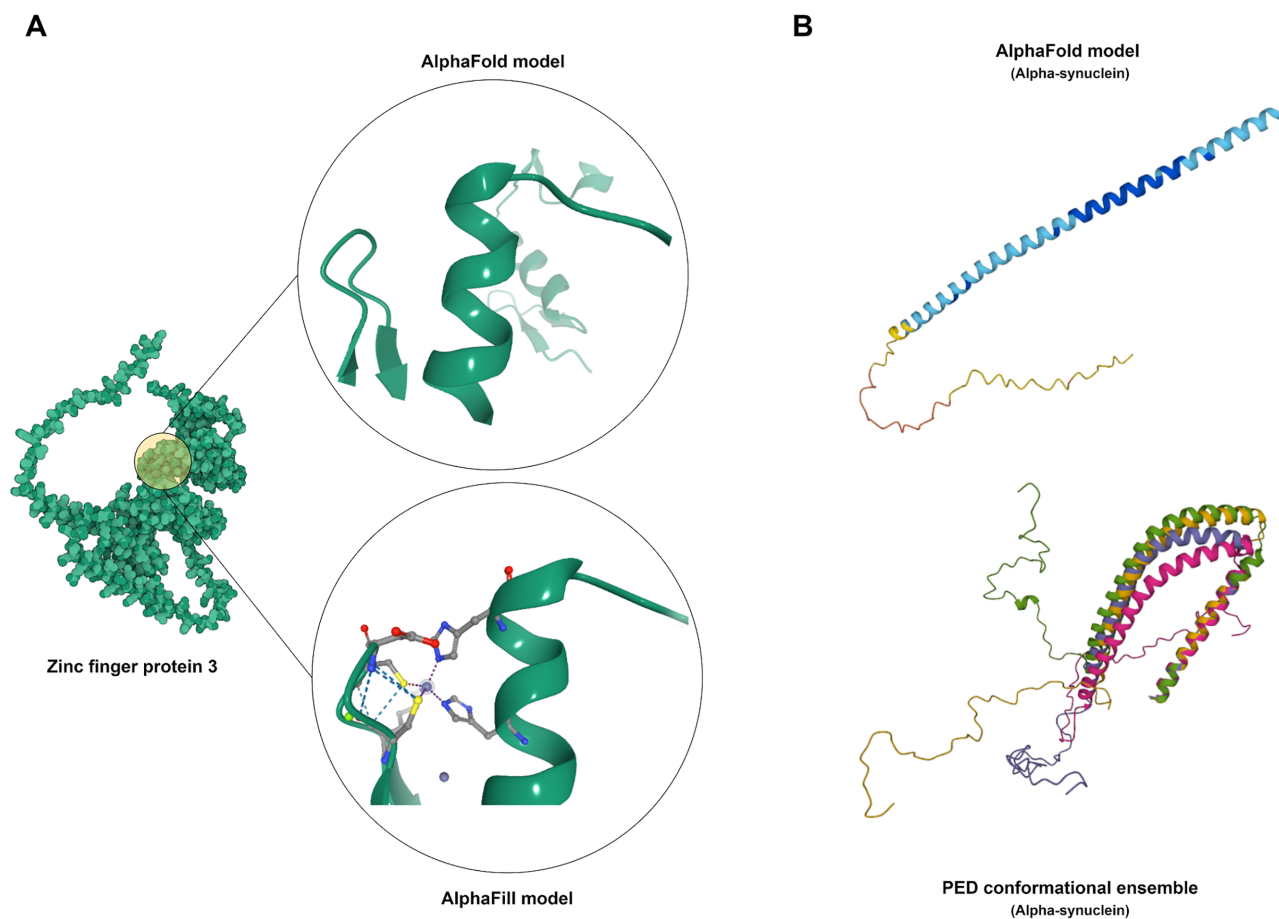 A
AlphaFold model
Zinc finger protein 3
AlphaFill model
B
AlphaFold model
(Alpha-synuclein)
PED conformational ensemble
(Alpha-synuclein)